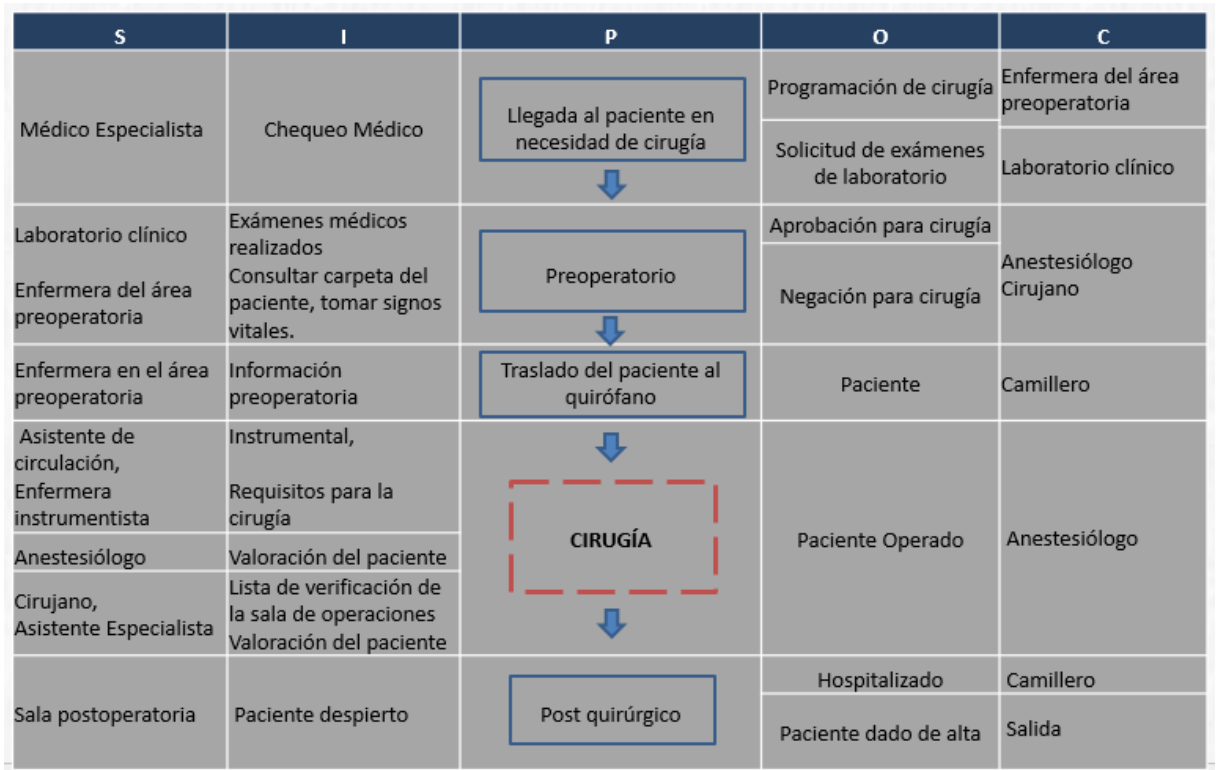 S
I
P
O
C
Médico Especialista
Chequeo Médico
Llegada al paciente en
necesidad de cirugía
Programación de cirugía
Solicitud de exámenes
de laboratorio
Enfermera del área
preoperatoria
Laboratorio clínico
Laboratorio clínico
Enfermera del área
preoperatoria
Exámenes médicos
realizados
Consultar carpeta del
paciente, tomar signos
vitales.
Preoperatorio
Aprobación para cirugía
Negación para cirugía
Anestesiólogo
Cirujano
Enfermera en el área
preoperatoria
Información
preoperatoria
Traslado del paciente al
quirófano
Paciente
Camillero
Asistente de
circulación,
Enfermera
instrumentista
Instrumental,
Requisitos para la
cirugía
Anestesiólogo
Valoración del paciente
Cirujano,
Asistente Especialista
Lista de verificación de
la sala de operaciones
Valoración del paciente
CIRUGÍA
Paciente Operado
Anestesiólogo
Sala postoperatoria
Paciente despierto
Post quirúrgico
Hospitalizado
Camillero
Paciente dado de alta
Salida